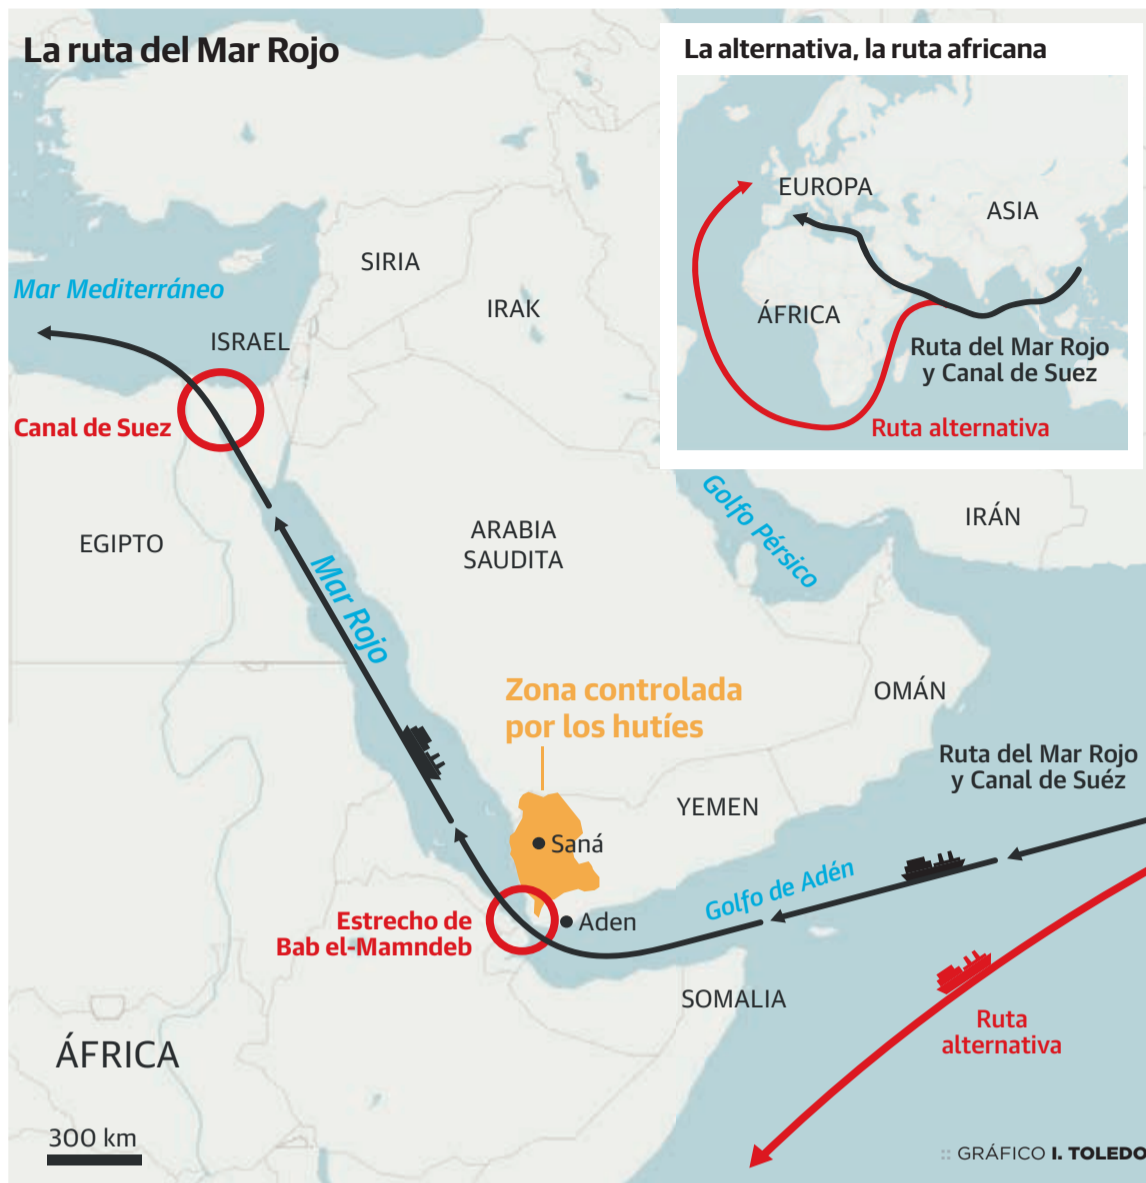 La ruta del Mar Rojo
La alternativa, la ruta africana
EUROPA
ASIA
ÁFRICA
Ruta del Mar Rojo
y Canal de Suez
Ruta alternativa
SIRIA
IRAK
Mar Mediterráneo
ISRAEL
Canal de Suez
EGIPTO
ARABIA
SAUDITA
Golfo Pérsico
IRÁN
Mar Rojo
Zona controlada
por los hutíes
OMÁN
Ruta del Mar Rojo
y Canal de Suéz
YEMEN
Saná
Golfo de Adén
Estrecho de
Bab el-Mamndeb
Aden
SOMALIA
Ruta
alternativa
ÁFRICA
300 km
:: GRÁFICO I. TOLEDO